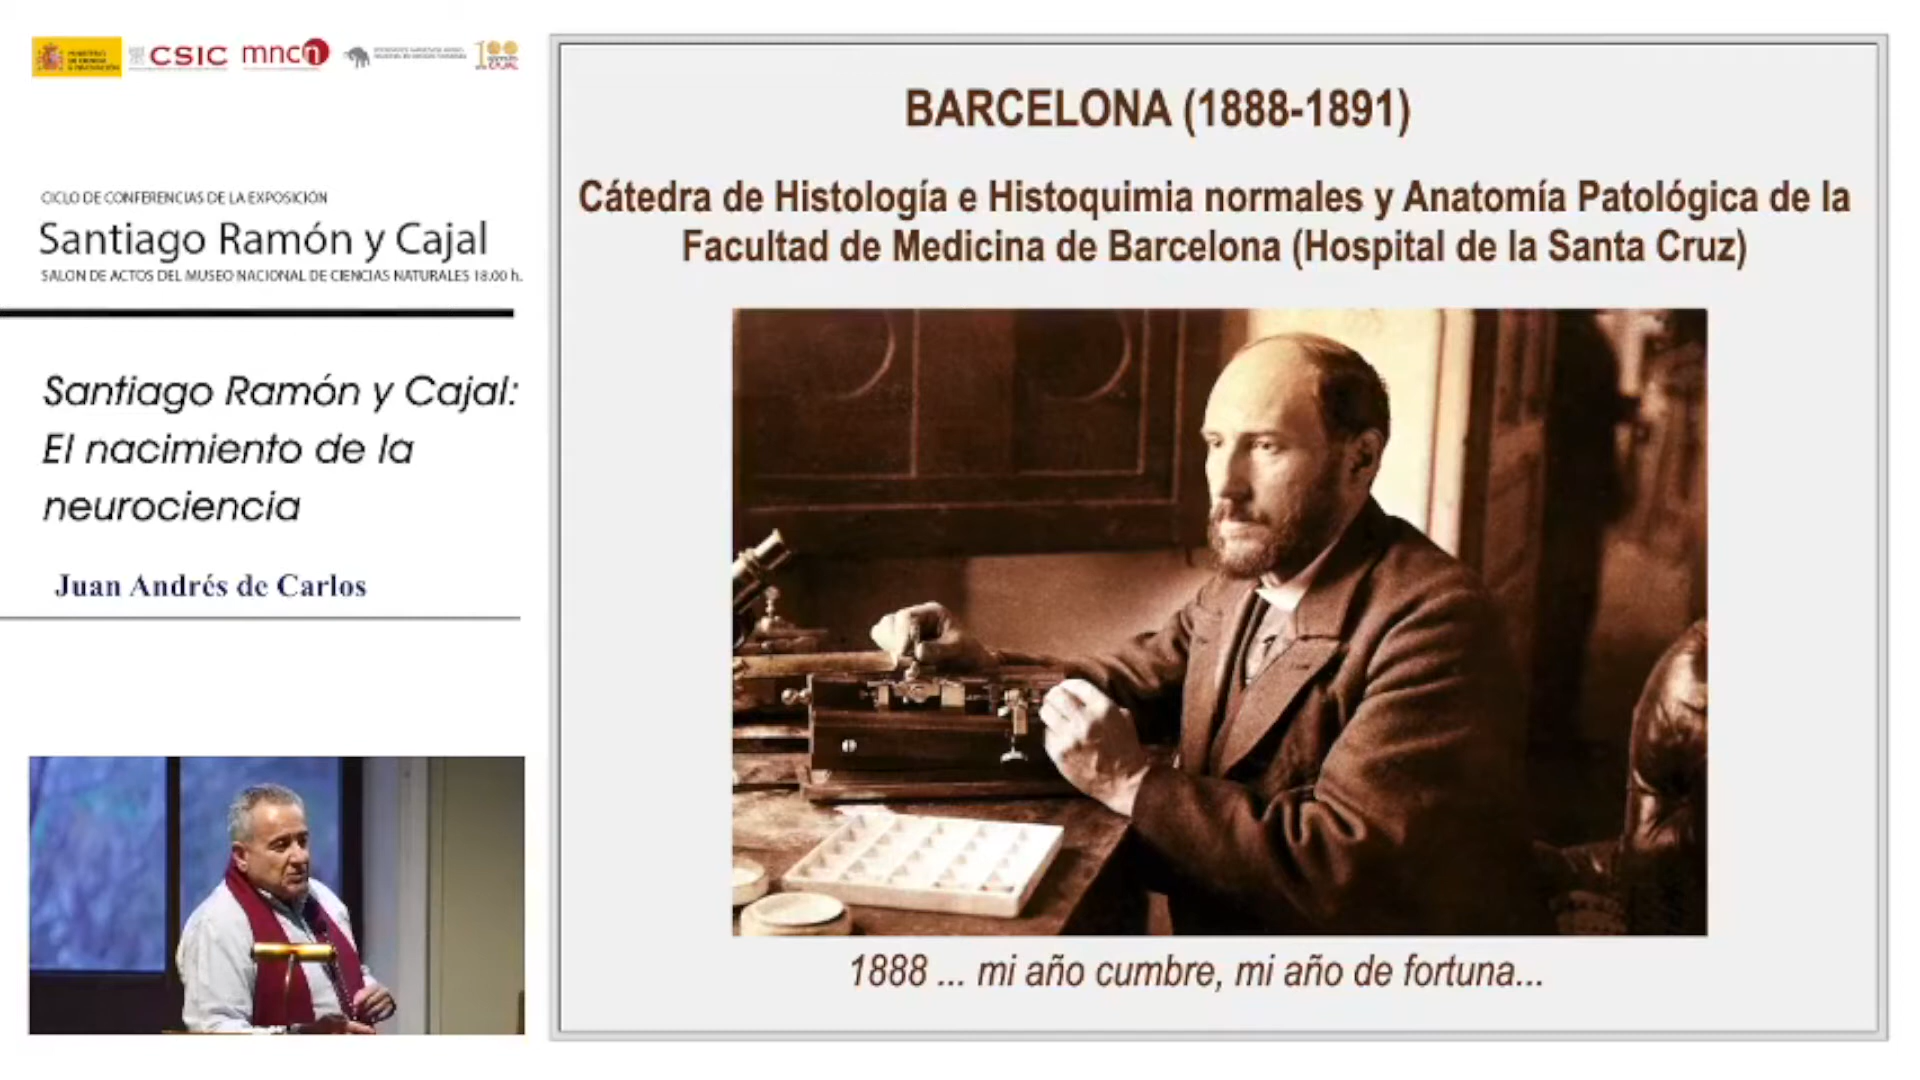 CSIC mncn
CICLO DE CONFERENCIAS DE LA EXPOSICIÓN
Santiago Ramón y Cajal
SALON DE ACTOS DEL MUSEO NACIONAL DE CIENCIAS NATURALES 18.00 h.
Santiago Ramón y Cajal:
El nacimiento de la
neurociencia
Juan Andrés de Carlos
BARCELONA (1888-1891)
Cátedra de Histología e Histoquimia normales y Anatomía Patológica de la
Facultad de Medicina de Barcelona (Hospital de la Santa Cruz)
1888 ... mi año cumbre, mi año de fortuna...